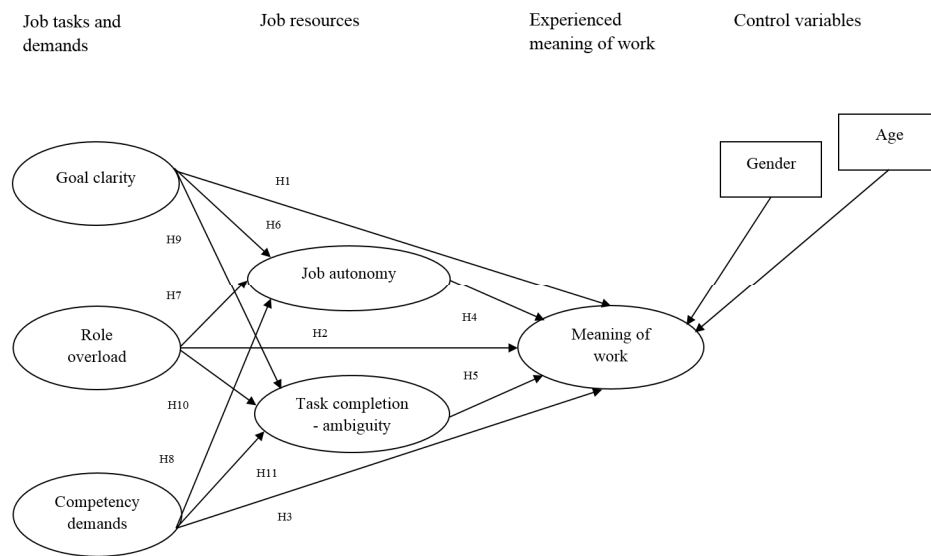 Job tasks and
demands
Job resources
Experienced
meaning of work
Control variables
Age
Gender
Goal clarity
H1
H6
H9
Job autonomy
H7
H4
H2
Role
overload
Meaning of
work
H5
H10
Task completion
- ambiguity
H8
H11
Competency
demands
H3